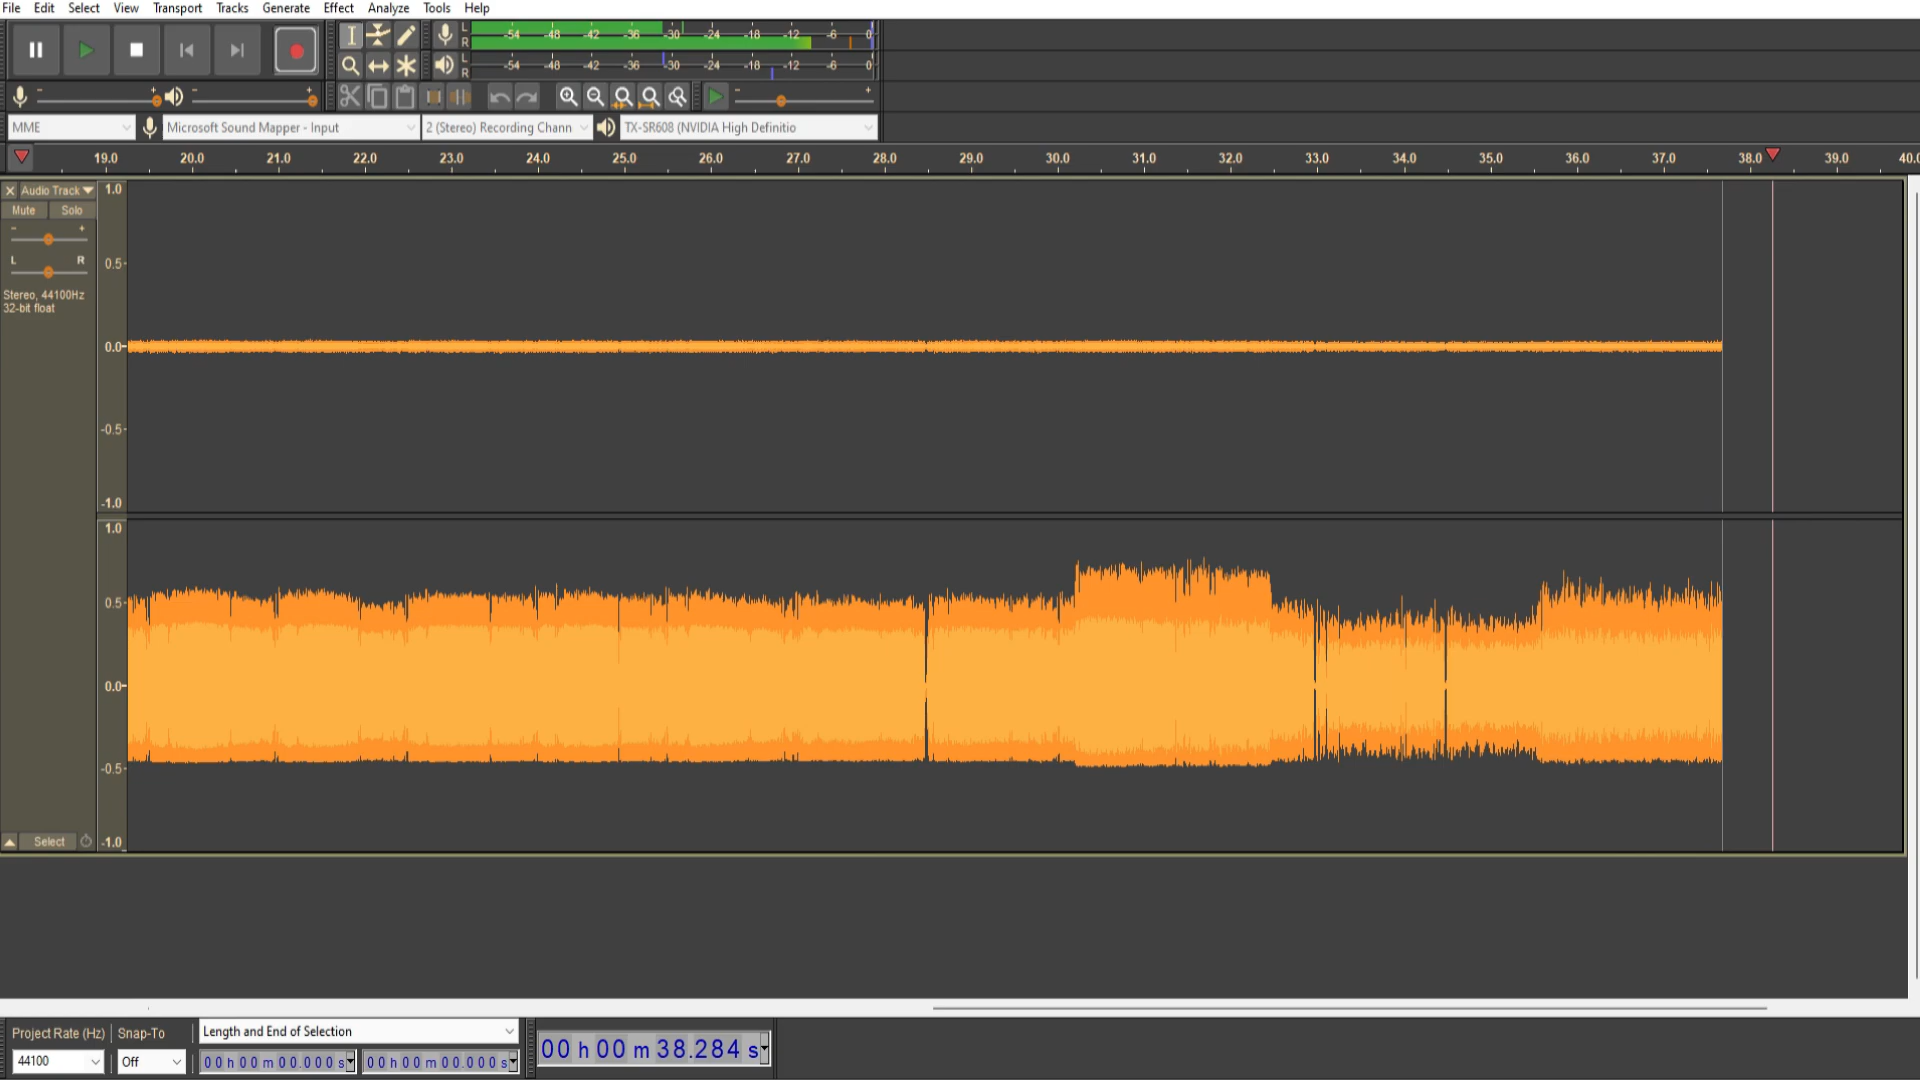 File Edit Select View Transport Tracks Generate Effect Analyze Tools Help
L
R
-54 -48 -42 -36 -30 -24 -18 -12 -6 0
L
R
-54 -48 -42 -36 -30 -24 -18 -12 -6 0
- + - + - +
MME Microsoft Sound Mapper - Input 2 (Stereo) Recording Chann TX-SR608 (NVIDIA High Definitio
19.0 20.0 21.0 22.0 23.0 24.0 25.0 26.0 27.0 28.0 29.0 30.0 31.0 32.0 33.0 34.0 35.0 36.0 37.0 38.0 39.0 40.0
Audio Track 1.0
Mute Solo
- +
L R
0.5
Stereo, 44100Hz
32-bit float
0.0
-0.5
-1.0
1.0
0.5
0.0
-0.5
Select -1.0
Project Rate (Hz) Snap-To Length and End of Selection
44100 Off 00 h 00 m 00.000 s 00 h 00 m 00.000 s
00 h 00 m 38.284 s